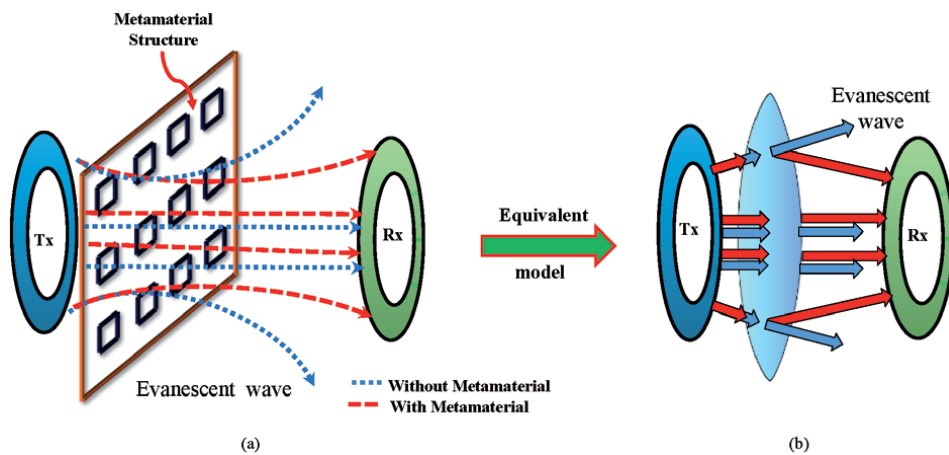 Metamaterial
Structure
Tx
Rx
Evanescent wave
Without Metamaterial
With Metamaterial
(a)
Equivalent
model
Evanescent
wave
Tx
Rx
(b)